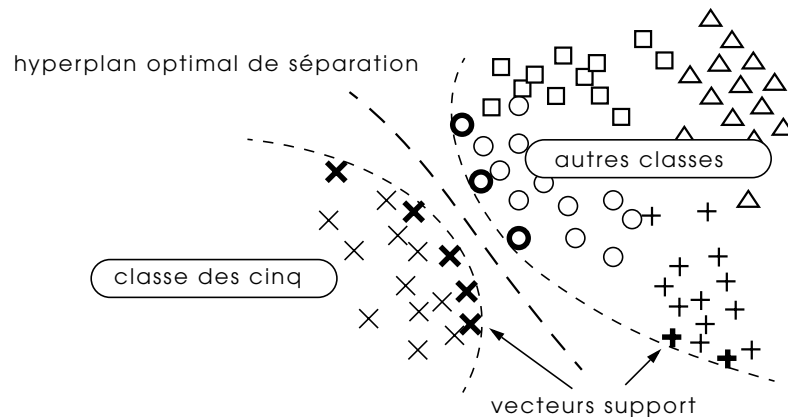 hyperplan optimal de séparation
autres classes
classe des cinq
vecteurs support